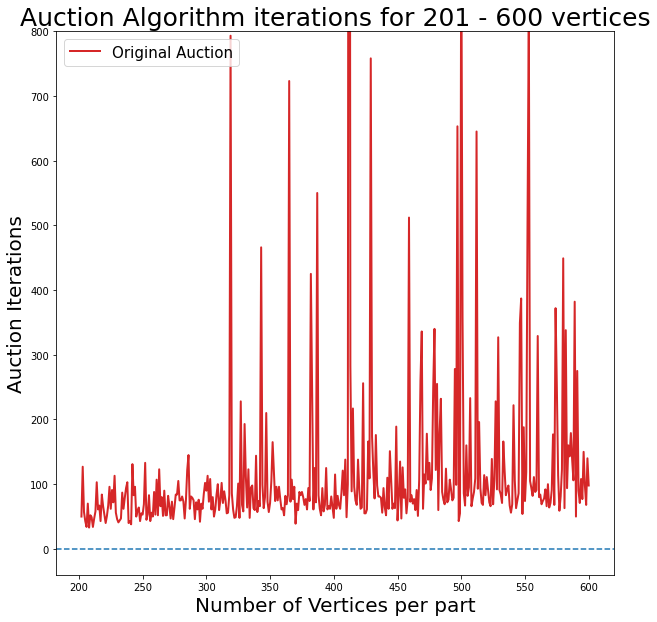 Auction Algorithm iterations for 201 - 600 vertices
Original Auction
Auction Iterations
800
700
600
500
400
300
200
100
0
200 250 300 350 400 450 500 550 600
Number of Vertices per part